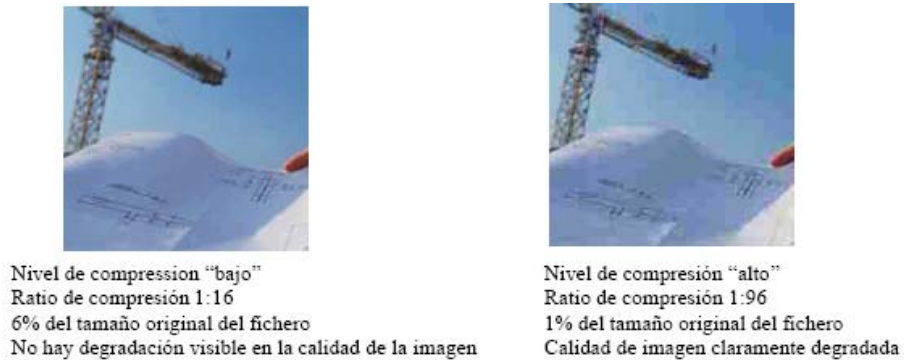 Nivel de compression “bajo”
Ratio de compresión 1:16
6% del tamaño original del fichero
No hay degradación visible en la calidad de la imagen
Nivel de compresión “alto”
Ratio de compresión 1:96
1% del tamaño original del fichero
Calidad de imagen claramente degradada